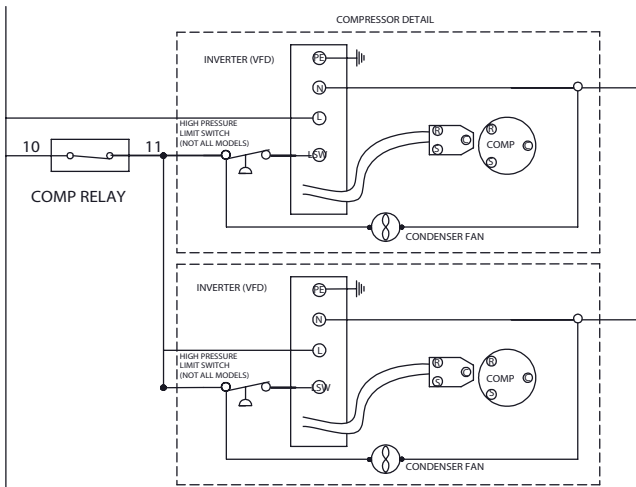 COMPRESSOR DETAIL
INVERTER (VFD)
PE
N
HIGH PRESSURE
LIMIT SWITCH
(NOT ALL MODELS)
L
10
11
LSW
R
S
C
R
S
C
COMP
COMP RELAY
CONDENSER FAN
INVERTER (VFD)
PE
N
HIGH PRESSURE
LIMIT SWITCH
(NOT ALL MODELS)
L
LSW
R
S
C
R
S
C
COMP
CONDENSER FAN